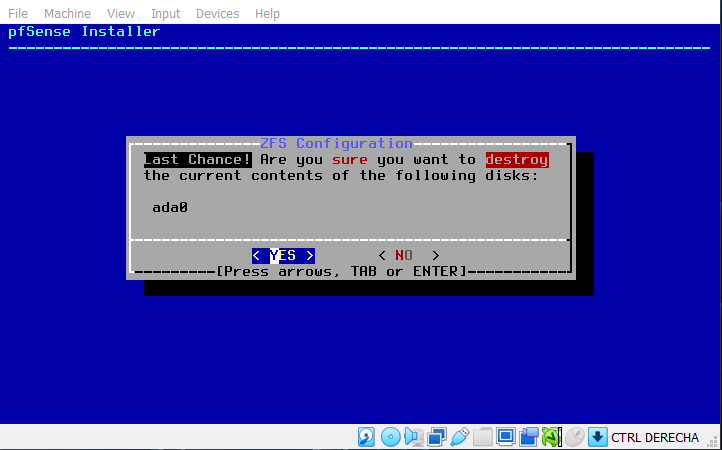 File Machine View Input Devices Help
pfSense Installer
ZFS Configuration
Last Chance! Are you sure you want to destroy
the current contents of the following disks:
ada0
< YES > < NO >
[Press arrows, TAB or ENTER]
CTRL DERECHA